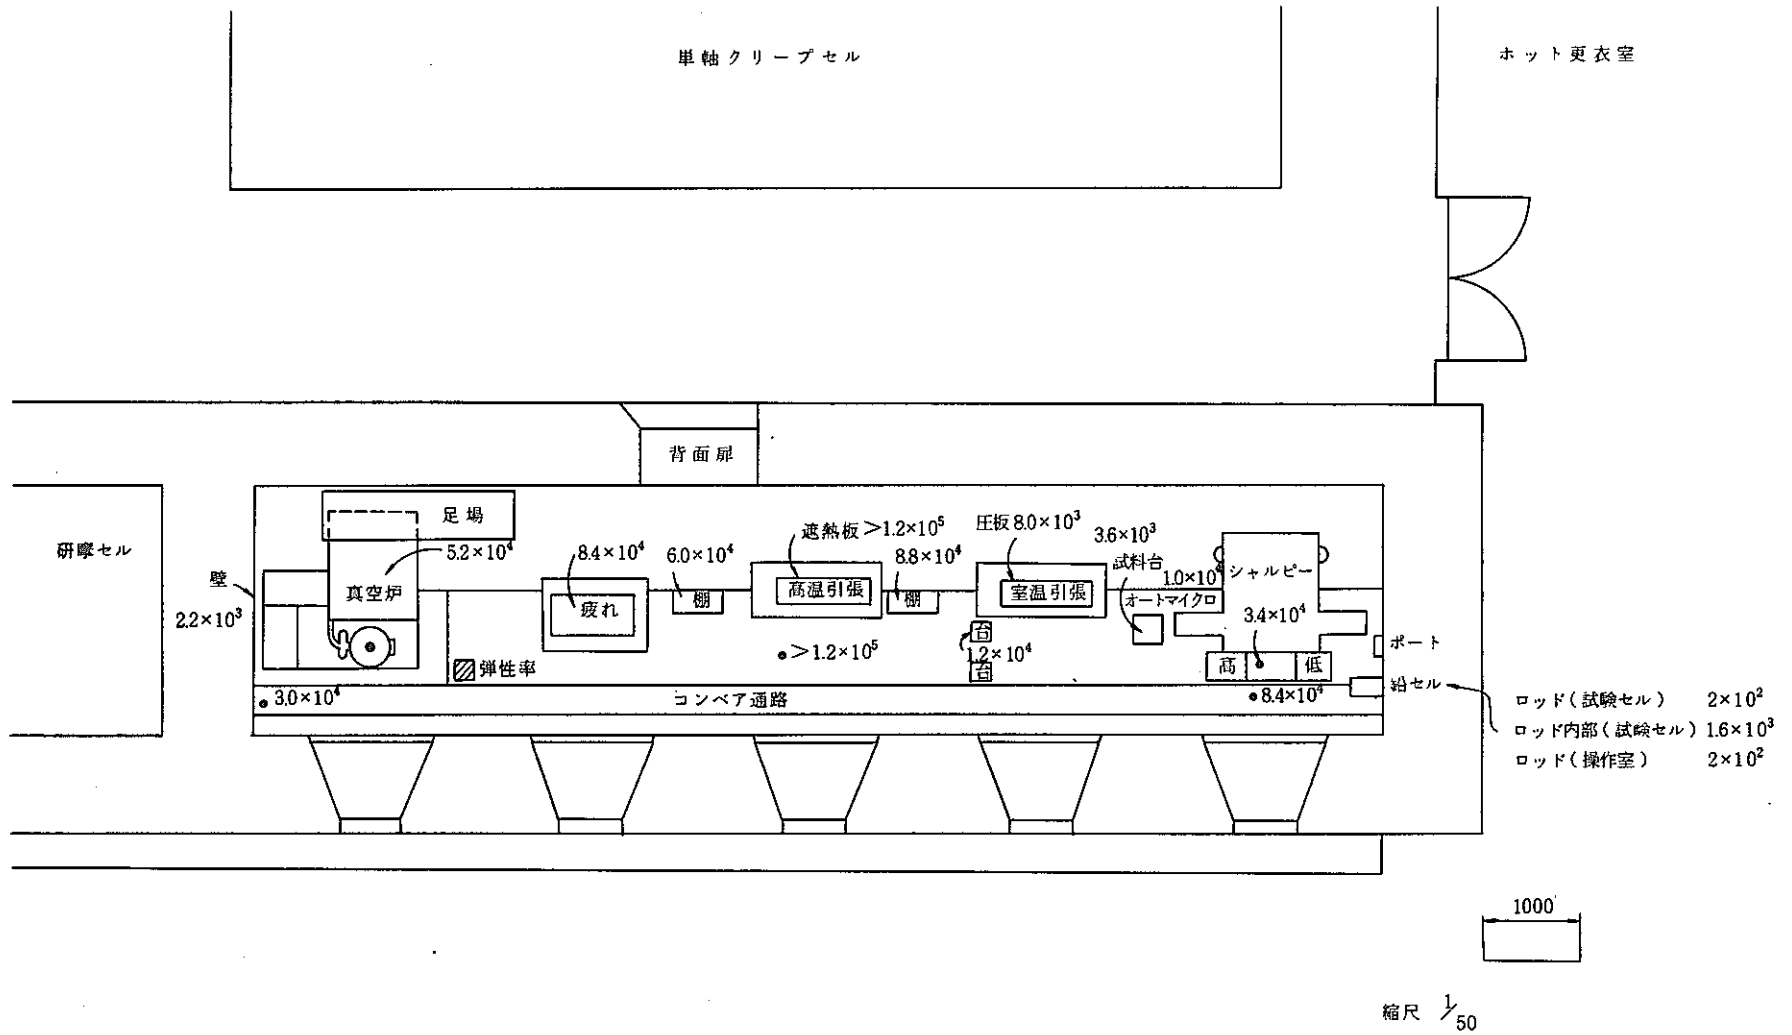 単軸クリープセル
ホット更衣室
背面扉
足場
研摩セル
5.2×10⁴
8.4×10⁴
6.0×10⁴
遮熱板 >1.2×10⁵
8.8×10⁴
圧板 8.0×10³
3.6×10³
試料台
壁
2.2×10³
真空炉
疲れ
棚
高温引張
棚
室温引張
1.0×10⁴
シャルピー
オートマイクロ
3.4×10⁴
台
1.2×10⁴
台
>1.2×10⁵
弾性率
高
低
ポート
鉛セル
3.0×10⁴
コンベア通路
8.4×10⁴
ロッド(試験セル) 2×10²
ロッド内部(試験セル) 1.6×10³
ロッド(操作室) 2×10²
1000
縮尺 1/50